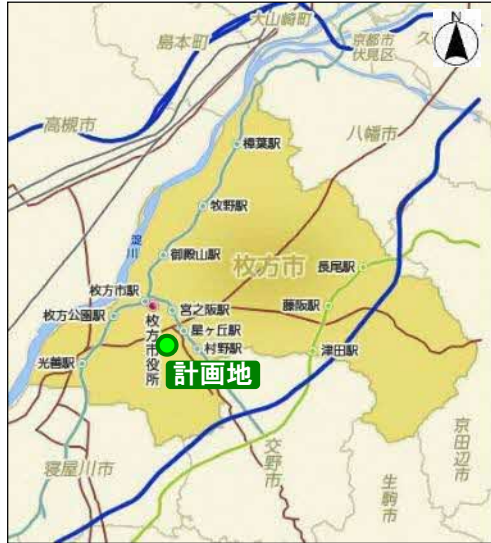 大山崎町
N
島本町
京都市
伏見区
久
高槻市
八幡市
樟葉駅
牧野駅
淀川
御殿山駅
枚方市
長尾駅
枚方市駅
宮之阪駅
藤阪駅
枚方公園駅
星ヶ丘駅
枚方市役所
村野駅
津田駅
光善駅
計画地
京田辺市
寝屋川市
交野市
生駒市